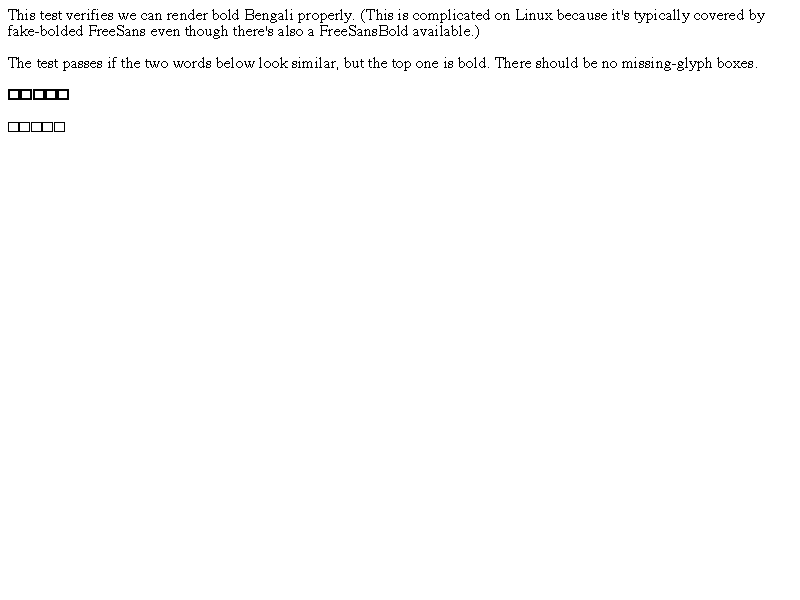 This test verifies we can render bold Bengali properly. (This is complicated on Linux because it's typically covered by
fake-bolded FreeSans even though there's also a FreeSansBold available.)
The test passes if the two words below look similar, but the top one is bold. There should be no missing-glyph boxes.